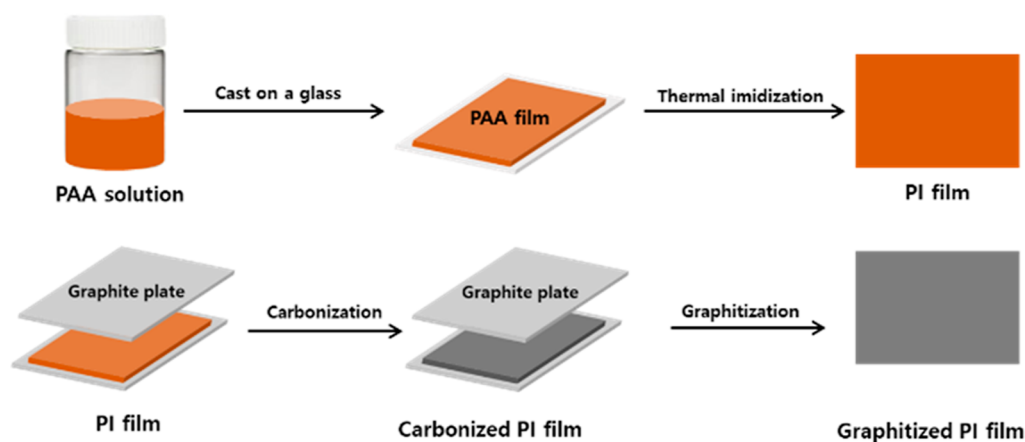 Cast on a glass
PAA film
Thermal imidization
PAA solution
PI film
Graphite plate
Carbonization
Graphite plate
Graphitization
PI film
Carbonized PI film
Graphitized PI film